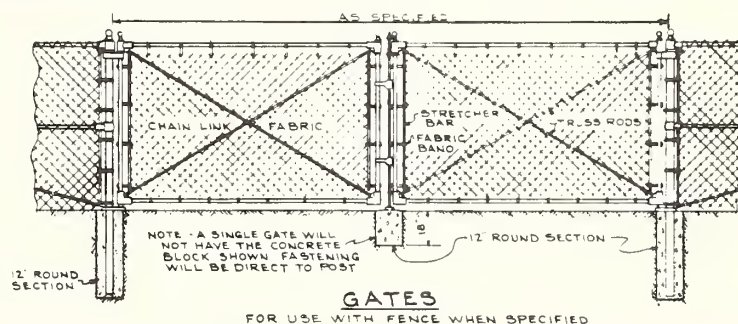 AS SPECIFIED
CHAIN LINK FABRIC
STRETCHER
BAR
FABRIC
BAND
TRUSS RODS
NOTE - A SINGLE GATE WILL
NOT HAVE THE CONCRETE
BLOCK SHOWN FASTENING
WILL BE DIRECT TO POST
18"
12" ROUND SECTION
12" ROUND
SECTION
GATES
FOR USE WITH FENCE WHEN SPECIFIED